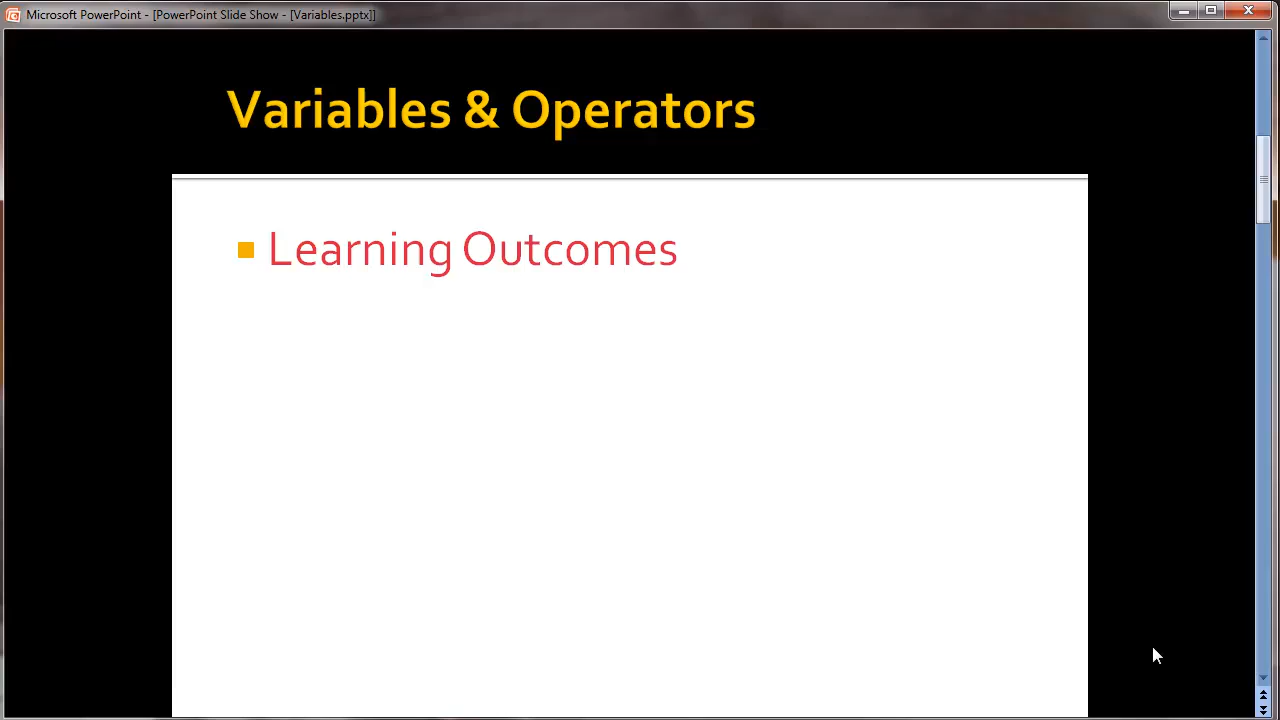 Microsoft PowerPoint - [PowerPoint Slide Show - [Variables.pptx]]
Variables & Operators
Learning Outcomes